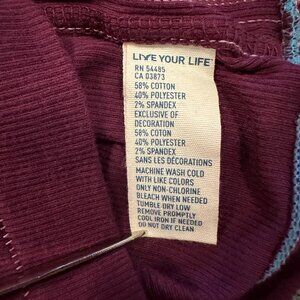 LIVE YOUR LIFE
RN 54485
CA 03873
58% COTTON
40% POLYESTER
2% SPANDEX
EXCLUSIVE OF
DECORATION
58% COTTON
40% POLYESTER
2% SPANDEX
SANS LES DÉCORATIONS
MACHINE WASH COLD
WITH LIKE COLORS
ONLY NON-CHLORINE
BLEACH WHEN NEEDED
TUMBLE DRY LOW
REMOVE PROMPTLY
COOL IRON IF NEEDED
DO NOT DRY CLEAN